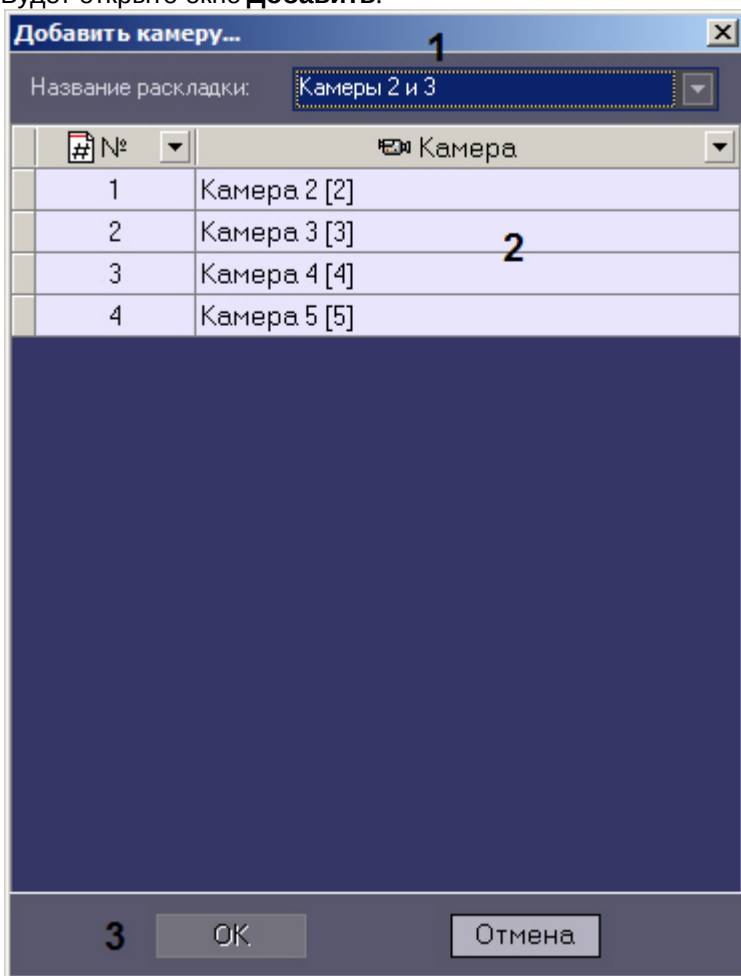 Будет открыто окно Добавить.
Добавить камеру...
1
Название раскладки: Камеры 2 и 3
№ Камера
1 Камера 2 [2]
2 Камера 3 [3]
2
3 Камера 4 [4]
4 Камера 5 [5]
3 OK Отмена